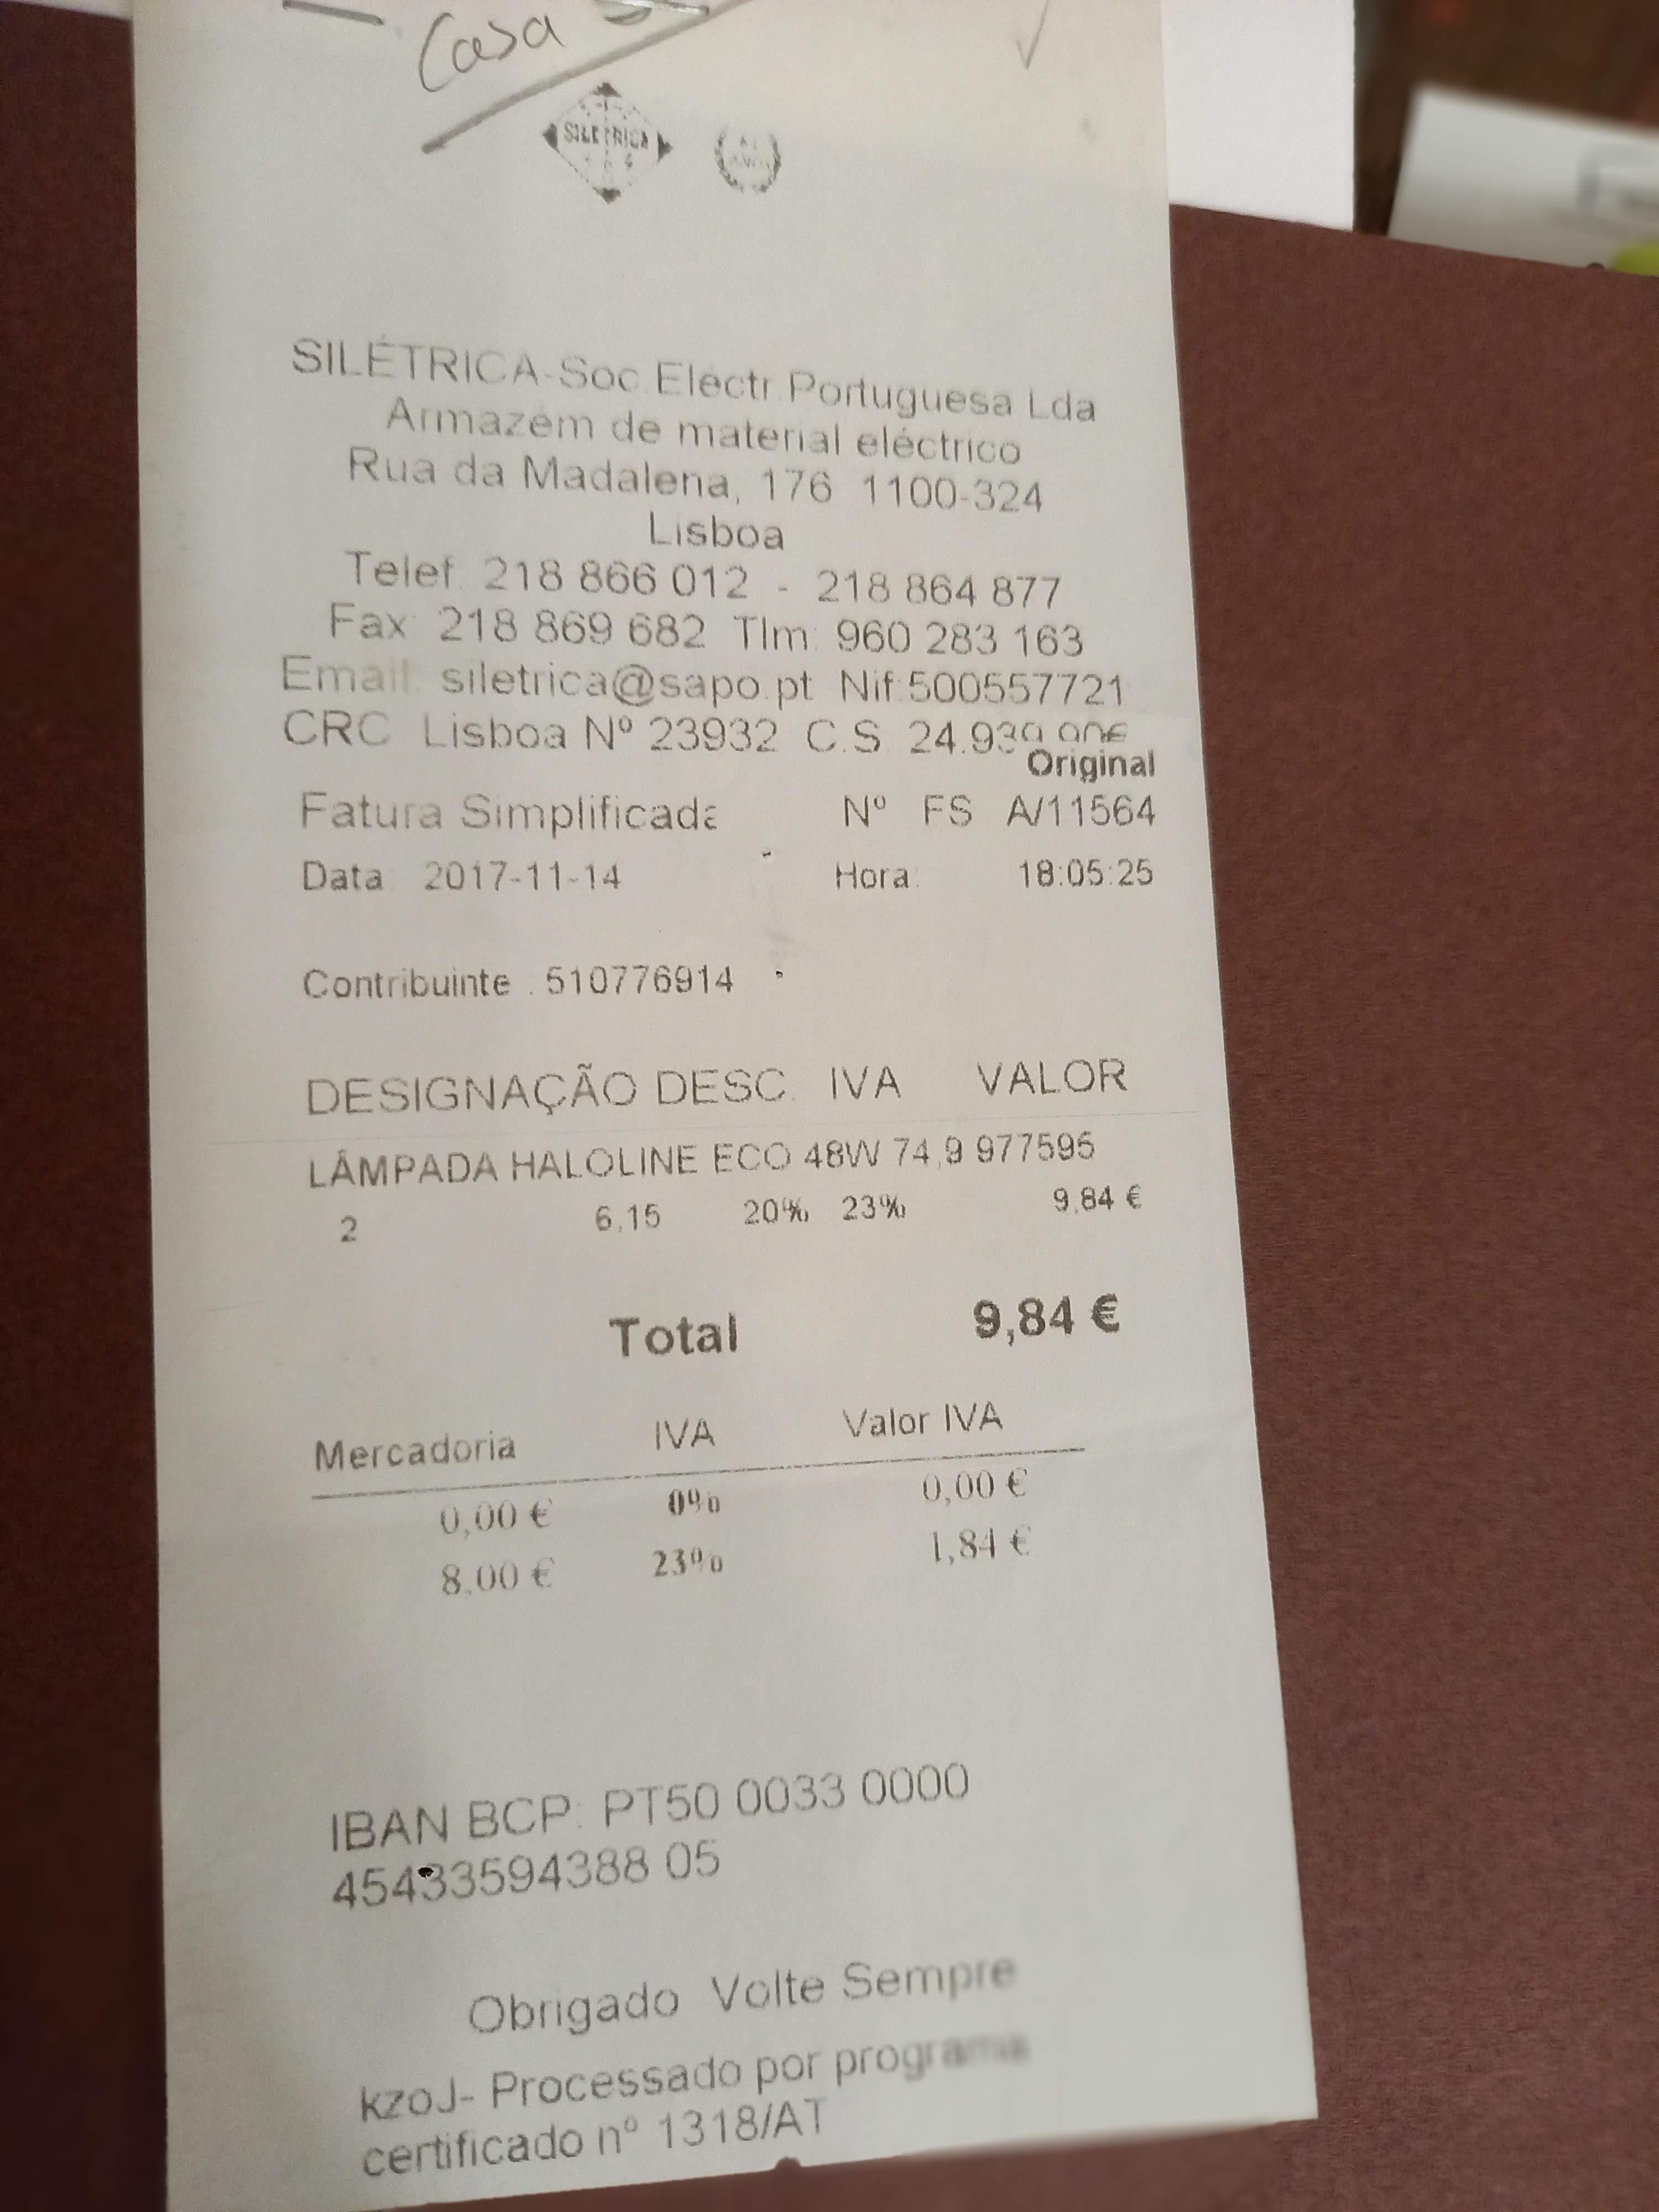 Casa
SILÉTRICA
SILÉTRICA-Soc.Eléctr.Portuguesa Lda
Armazém de material eléctrico
Rua da Madalena, 176 1100-324
Lisboa
Telef. 218 866 012 - 218 864 877
Fax: 218 869 682 Tlm: 960 283 163
Email: siletrica@sapo.pt Nif:500557721
CRC Lisboa Nº 23932 C.S. 24.939,90€
Original
Fatura Simplificada Nº FS A/11564
Data: 2017-11-14 Hora: 18:05:25
Contribuinte : 510776914
DESIGNAÇÃO DESC. IVA VALOR
LÂMPADA HALOLINE ECO 48W 74,9 977595
2 6,15 20% 23% 9,84 €
Total 9,84 €
Mercadoria IVA Valor IVA
0,00 € 0% 0,00 €
8,00 € 23% 1,84 €
IBAN BCP: PT50 0033 0000
45433594388 05
Obrigado Volte Sempre
kzoJ- Processado por programa
certificado nº 1318/AT